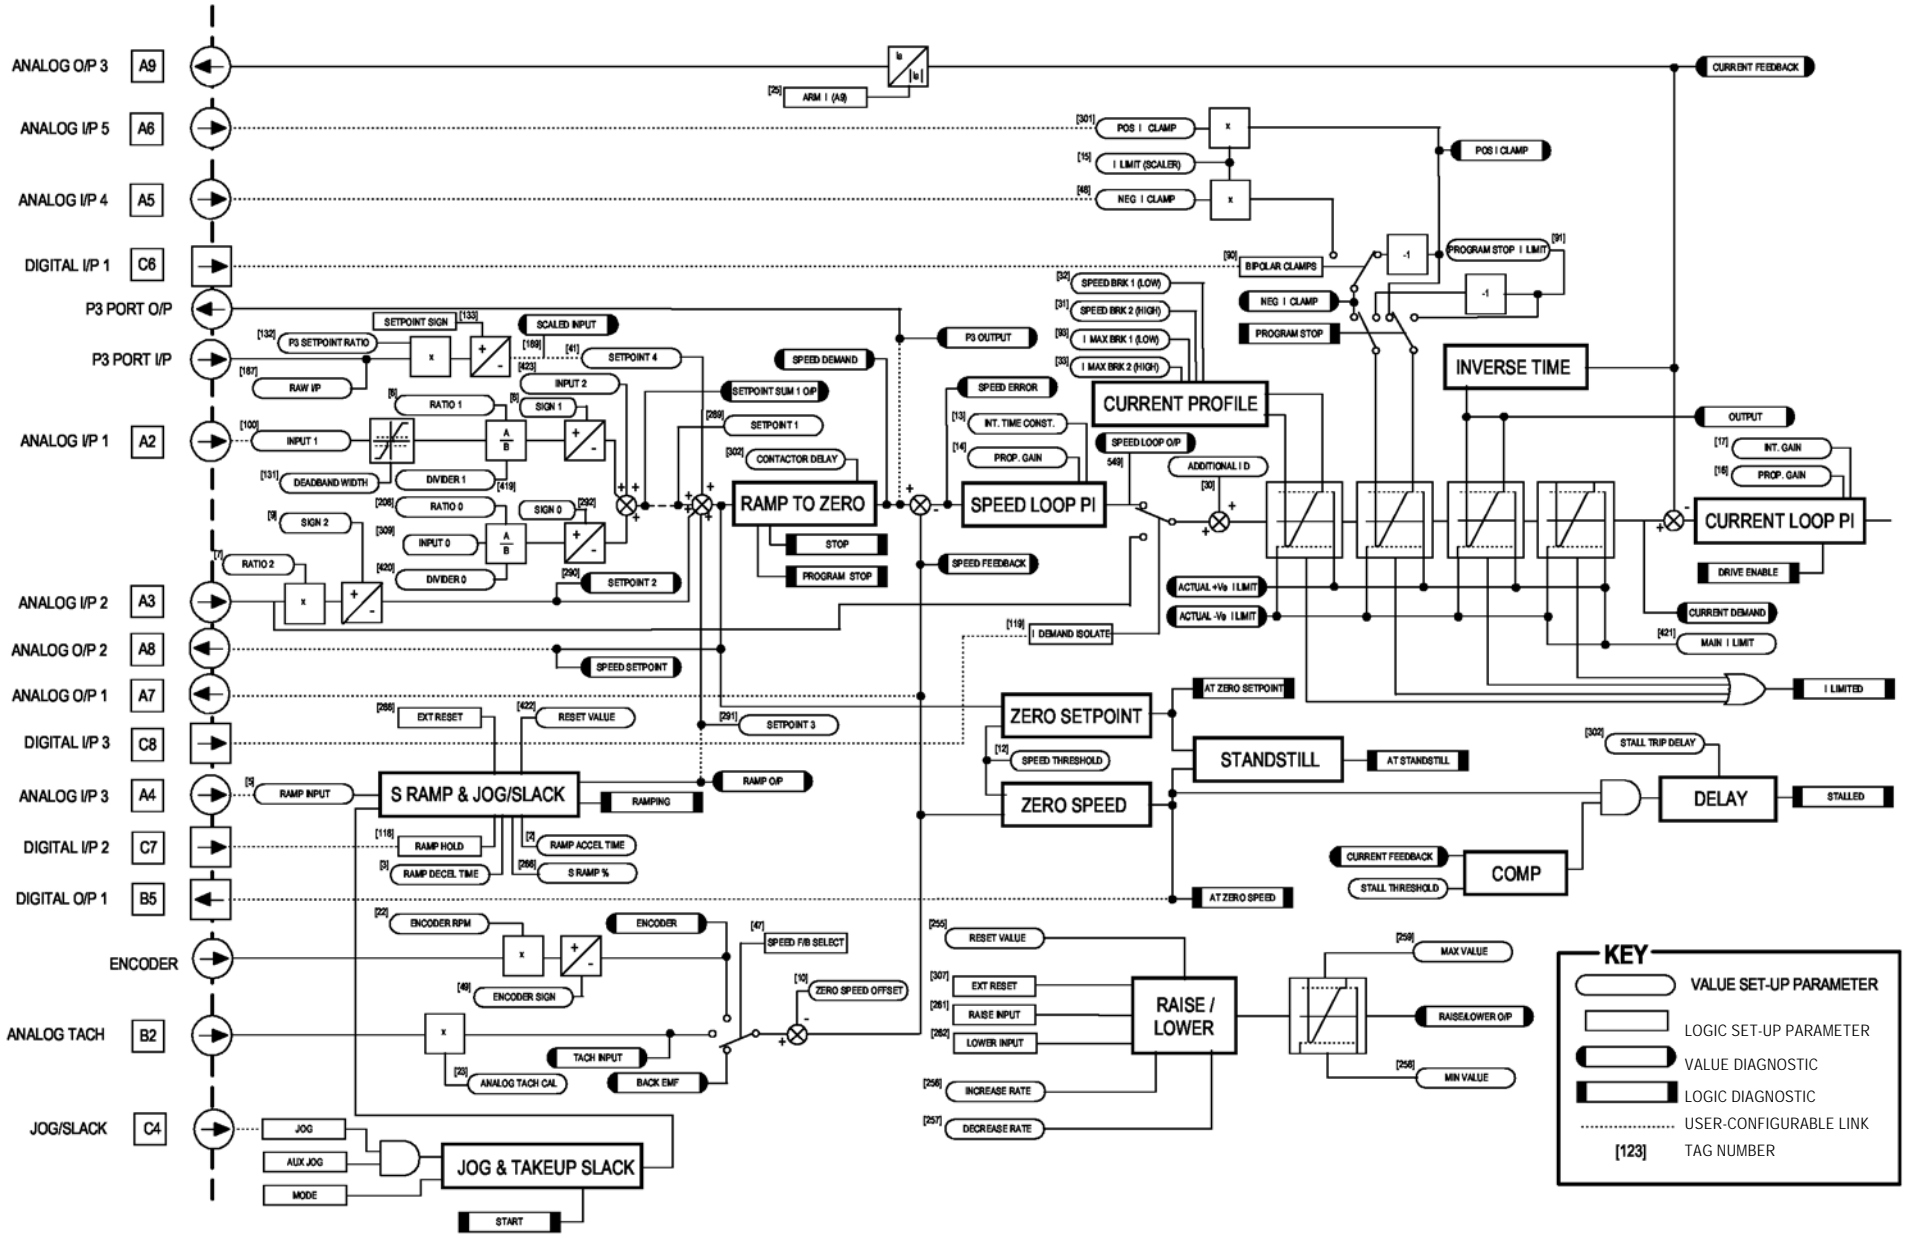 ANALOG O/P 3 A9
Ia
|Ia|
CURRENT FEEDBACK
[25] ARM I (A9)
ANALOG I/P 5 A6
[301] POS I CLAMP
x
POS I CLAMP
[15] I LIMIT (SCALER)
ANALOG I/P 4 A5
[48] NEG I CLAMP
x
DIGITAL I/P 1 C6
[90] BIPOLAR CLAMPS
-1
PROGRAM STOP I LIMIT [91]
-1
NEG I CLAMP
PROGRAM STOP
[32] SPEED BRK 1 (LOW)
[31] SPEED BRK 2 (HIGH)
[93] I MAX BRK 1 (LOW)
[33] I MAX BRK 2 (HIGH)
CURRENT PROFILE
P3 PORT O/P
SETPOINT SIGN [133]
SCALED INPUT
[189]
P3 OUTPUT
P3 PORT I/P
[132] P3 SETPOINT RATIO
x
+
-
[41] SETPOINT 4
SPEED DEMAND
INVERSE TIME
[187] RAW I/P
[423] INPUT 2
SETPOINT SUM 1 O/P
SPEED ERROR
[6] RATIO 1
[8] SIGN 1
[289] SETPOINT 1
[13] INT. TIME CONST.
OUTPUT
ANALOG I/P 1 A2
[100] INPUT 1
A
B
+
-
[302] CONTACTOR DELAY
[14] PROP. GAIN
SPEED LOOP O/P
549]
[17] INT. GAIN
[131] DEADBAND WIDTH
DIVIDER 1
[419]
ADDITIONAL I D
[30]
[16] PROP. GAIN
[208] RATIO 0
SIGN 0 [292]
RAMP TO ZERO
SPEED LOOP PI
CURRENT LOOP PI
[9] SIGN 2
[309] INPUT 0
A
B
+
-
STOP
[420] DIVIDER 0
PROGRAM STOP
SPEED FEEDBACK
DRIVE ENABLE
[7] RATIO 2
[290] SETPOINT 2
ACTUAL +Ve I LIMIT
ANALOG I/P 2 A3
x
+
-
ACTUAL -Ve I LIMIT
CURRENT DEMAND
[119] I DEMAND ISOLATE
[421] MAIN I LIMIT
ANALOG O/P 2 A8
SPEED SETPOINT
ANALOG O/P 1 A7
AT ZERO SETPOINT
I LIMITED
[288] EXT RESET
[422] RESET VALUE
[291] SETPOINT 3
ZERO SETPOINT
DIGITAL I/P 3 C8
[12] SPEED THRESHOLD
STANDSTILL
AT STANDSTILL
[302] STALL TRIP DELAY
ANALOG I/P 3 A4
[5] RAMP INPUT
S RAMP & JOG/SLACK
RAMP O/P
RAMPING
ZERO SPEED
DELAY
STALLED
DIGITAL I/P 2 C7
[118] RAMP HOLD
[2] RAMP ACCEL TIME
[3] RAMP DECEL TIME
[266] S RAMP %
CURRENT FEEDBACK
COMP
STALL THRESHOLD
DIGITAL O/P 1 B5
AT ZERO SPEED
[22] ENCODER RPM
ENCODER
[47] SPEED F/B SELECT
[255] RESET VALUE
[259] MAX VALUE
ENCODER
x
+
-
[49] ENCODER SIGN
[10] ZERO SPEED OFFSET
[307] EXT RESET
[261] RAISE INPUT
[262] LOWER INPUT
RAISE /
LOWER
RAISE/LOWER O/P
ANALOG TACH B2
x
TACH INPUT
[23] ANALOG TACH CAL
BACK EMF
[256] INCREASE RATE
[258] MIN VALUE
[257] DECREASE RATE
JOG/SLACK C4
JOG
AUX JOG
MODE
JOG & TAKEUP SLACK
START
KEY
VALUE SET-UP PARAMETER
LOGIC SET-UP PARAMETER
VALUE DIAGNOSTIC
LOGIC DIAGNOSTIC
USER-CONFIGURABLE LINK
[123] TAG NUMBER